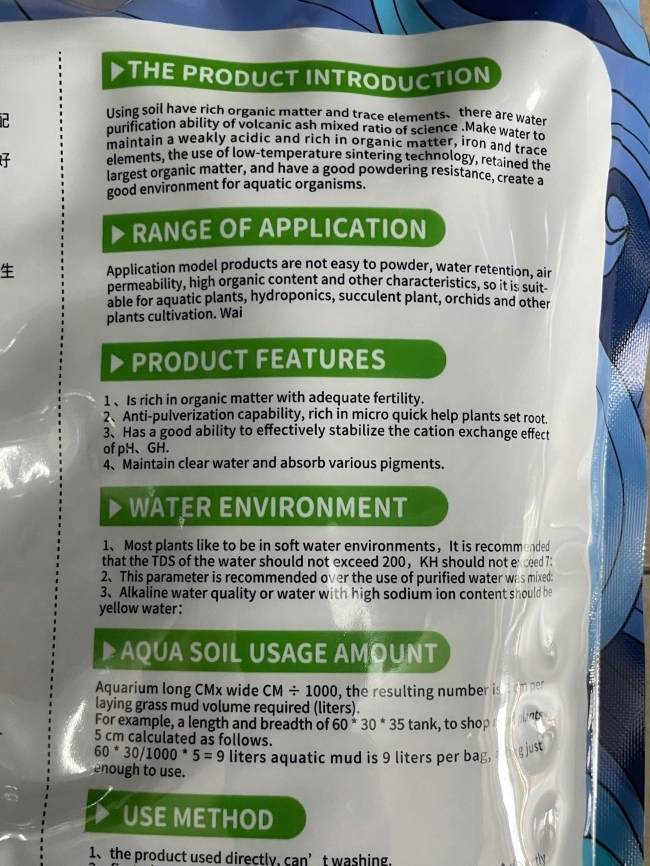 配
好
生
THE PRODUCT INTRODUCTION
Using soil have rich organic matter and trace elements、there are water
purification ability of volcanic ash mixed ratio of science .Make water to
maintain a weakly acidic and rich in organic matter, iron and trace
elements, the use of low-temperature sintering technology, retained the
largest organic matter, and have a good powdering resistance, create a
good environment for aquatic organisms.
RANGE OF APPLICATION
Application model products are not easy to powder, water retention, air
permeability, high organic content and other characteristics, so it is suit-
able for aquatic plants, hydroponics, succulent plant, orchids and other
plants cultivation. Wai
PRODUCT FEATURES
1、Is rich in organic matter with adequate fertility.
2、Anti-pulverization capability, rich in micro quick help plants set root.
3、Has a good ability to effectively stabilize the cation exchange effect
of pH、GH.
4、Maintain clear water and absorb various pigments.
WATER ENVIRONMENT
1、Most plants like to be in soft water environments，It is recommended
that the TDS of the water should not exceed 200，KH should not exceed 7:
2、This parameter is recommended over the use of purified water was mixed:
3、Alkaline water quality or water with high sodium ion content should be
yellow water:
AQUA SOIL USAGE AMOUNT
Aquarium long CMx wide CM ÷ 1000, the resulting number is cm per
laying grass mud volume required (liters).
For example, a length and breadth of 60 * 30 * 35 tank, to shop plants
5 cm calculated as follows.
60 * 30/1000 * 5 = 9 liters aquatic mud is 9 liters per bag, just
enough to use.
USE METHOD
1、the product used directly, can't washing.